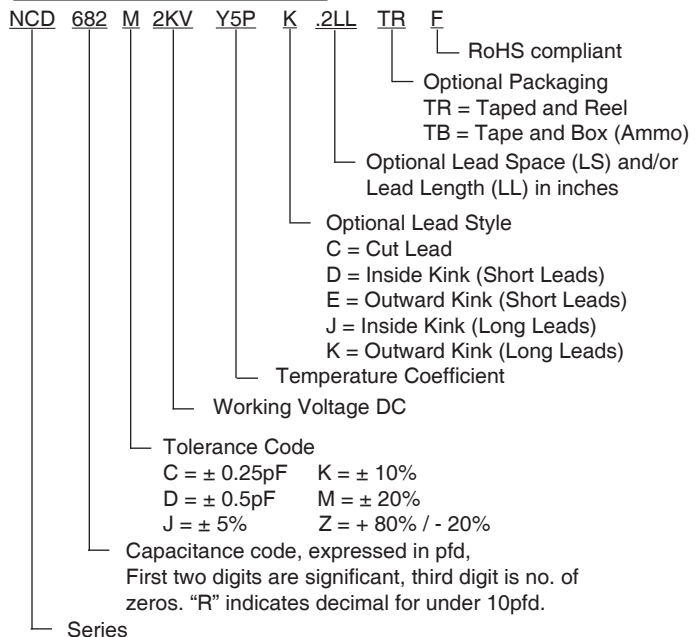 NCD 682 M 2KV Y5P K .2LL TR F
RoHS compliant
Optional Packaging
TR = Taped and Reel
TB = Tape and Box (Ammo)
Optional Lead Space (LS) and/or
Lead Length (LL) in inches
Optional Lead Style
C = Cut Lead
D = Inside Kink (Short Leads)
E = Outward Kink (Short Leads)
J = Inside Kink (Long Leads)
K = Outward Kink (Long Leads)
Temperature Coefficient
Working Voltage DC
Tolerance Code
C = ± 0.25pF K = ± 10%
D = ± 0.5pF M = ± 20%
J = ± 5% Z = + 80% / - 20%
Capacitance code, expressed in pfd,
First two digits are significant, third digit is no. of
zeros. “R” indicates decimal for under 10pfd.
Series